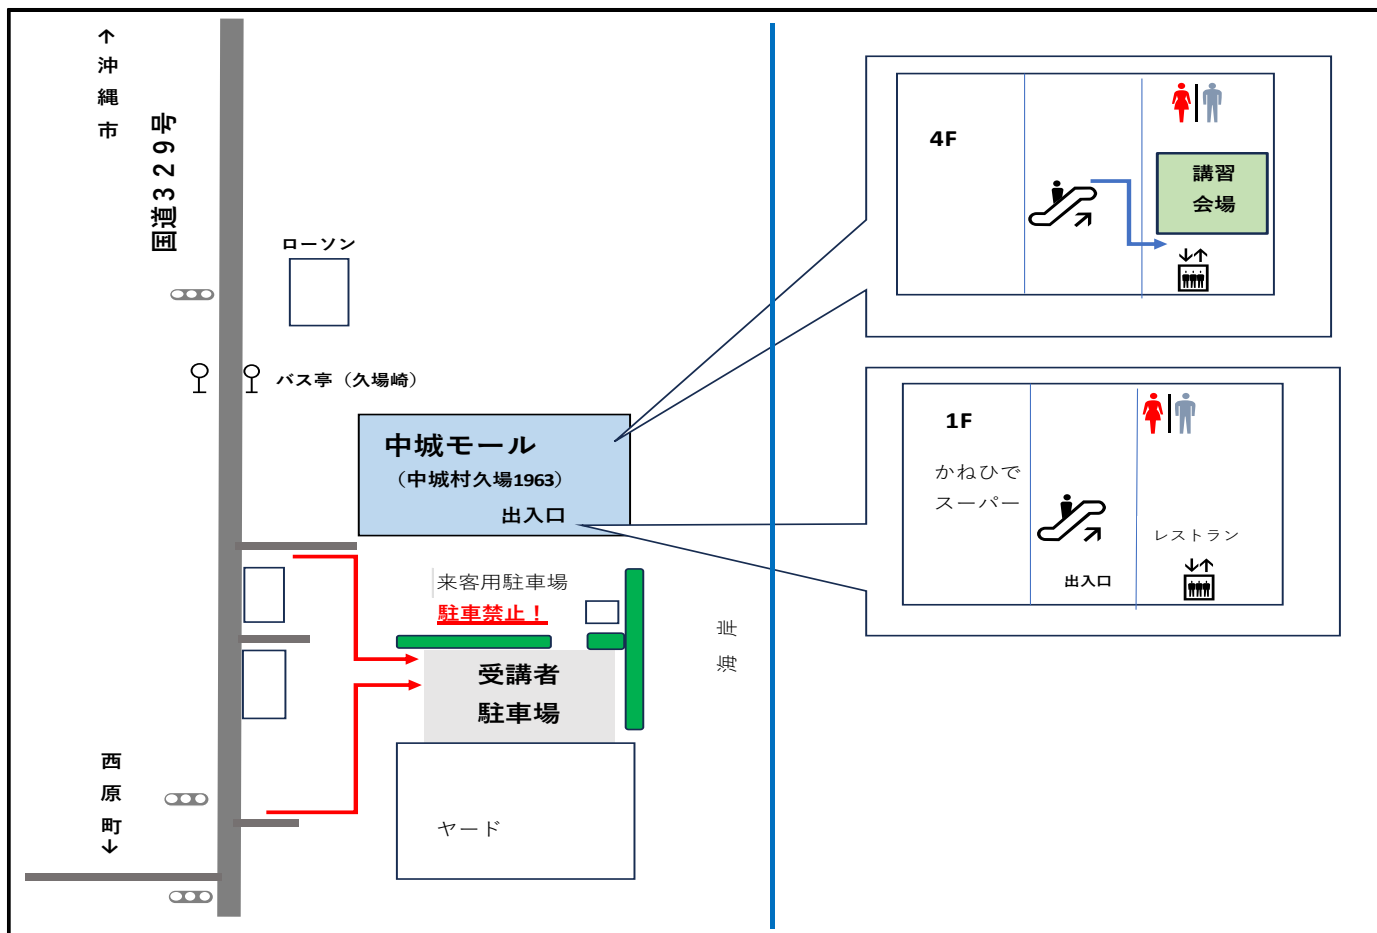 ↑沖縄市
国道329号
ローソン
バス亭（久場崎）
中城モール
（中城村久場1963）
出入口
来客用駐車場
駐車禁止！
受講者
駐車場
ヤード
西原町↓
海岸
4F
講習
会場
↓↑
1F
かねひで
スーパー
レストラン
出入口
↓↑